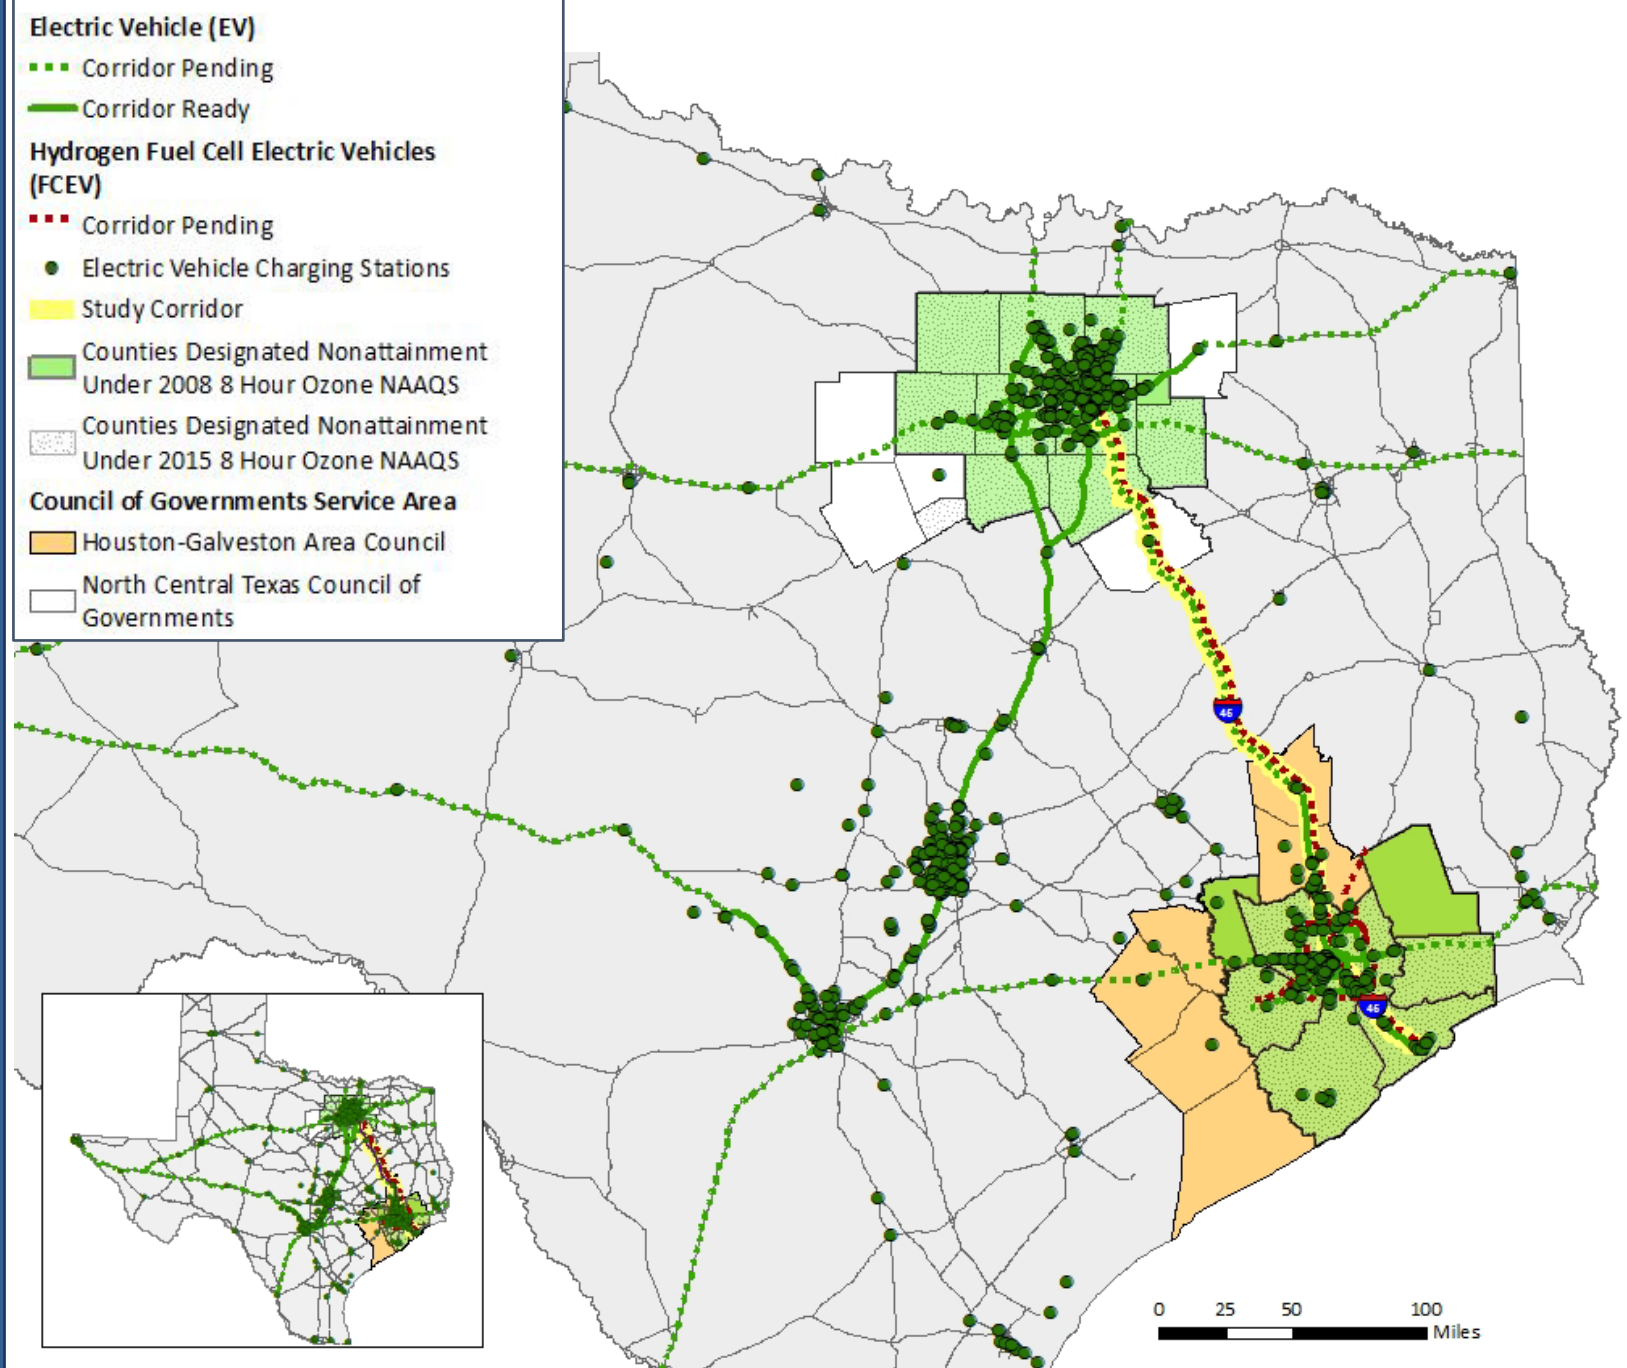 Electric Vehicle (EV)
Corridor Pending
Corridor Ready
Hydrogen Fuel Cell Electric Vehicles
(FCEV)
Corridor Pending
Electric Vehicle Charging Stations
Study Corridor
Counties Designated Nonattainment
Under 2008 8 Hour Ozone NAAQS
Counties Designated Nonattainment
Under 2015 8 Hour Ozone NAAQS
Council of Governments Service Area
Houston-Galveston Area Council
North Central Texas Council of
Governments
45
45
0 25 50 100
Miles